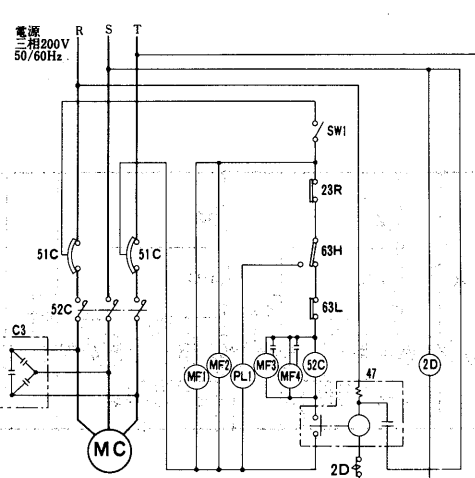 電源
三相200V
50/60Hz
R S T
SW1
23R
51C 51C
63H
52C
63L
C3
MF1 MF2 PL1 MF3 MF4 52C 2D
47
MC
2D